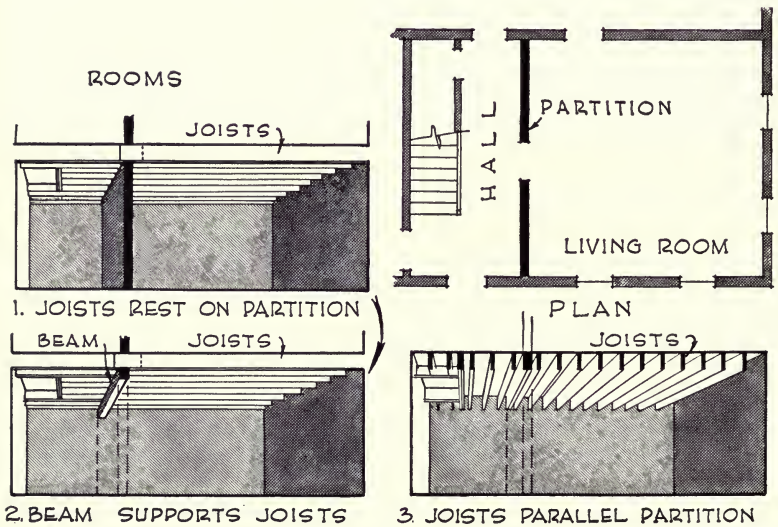 ROOMS
JOISTS
1. JOISTS REST ON PARTITION
BEAM
JOISTS
2. BEAM SUPPORTS JOISTS
HALL
PARTITION
LIVING ROOM
PLAN
JOISTS
3. JOISTS PARALLEL PARTITION